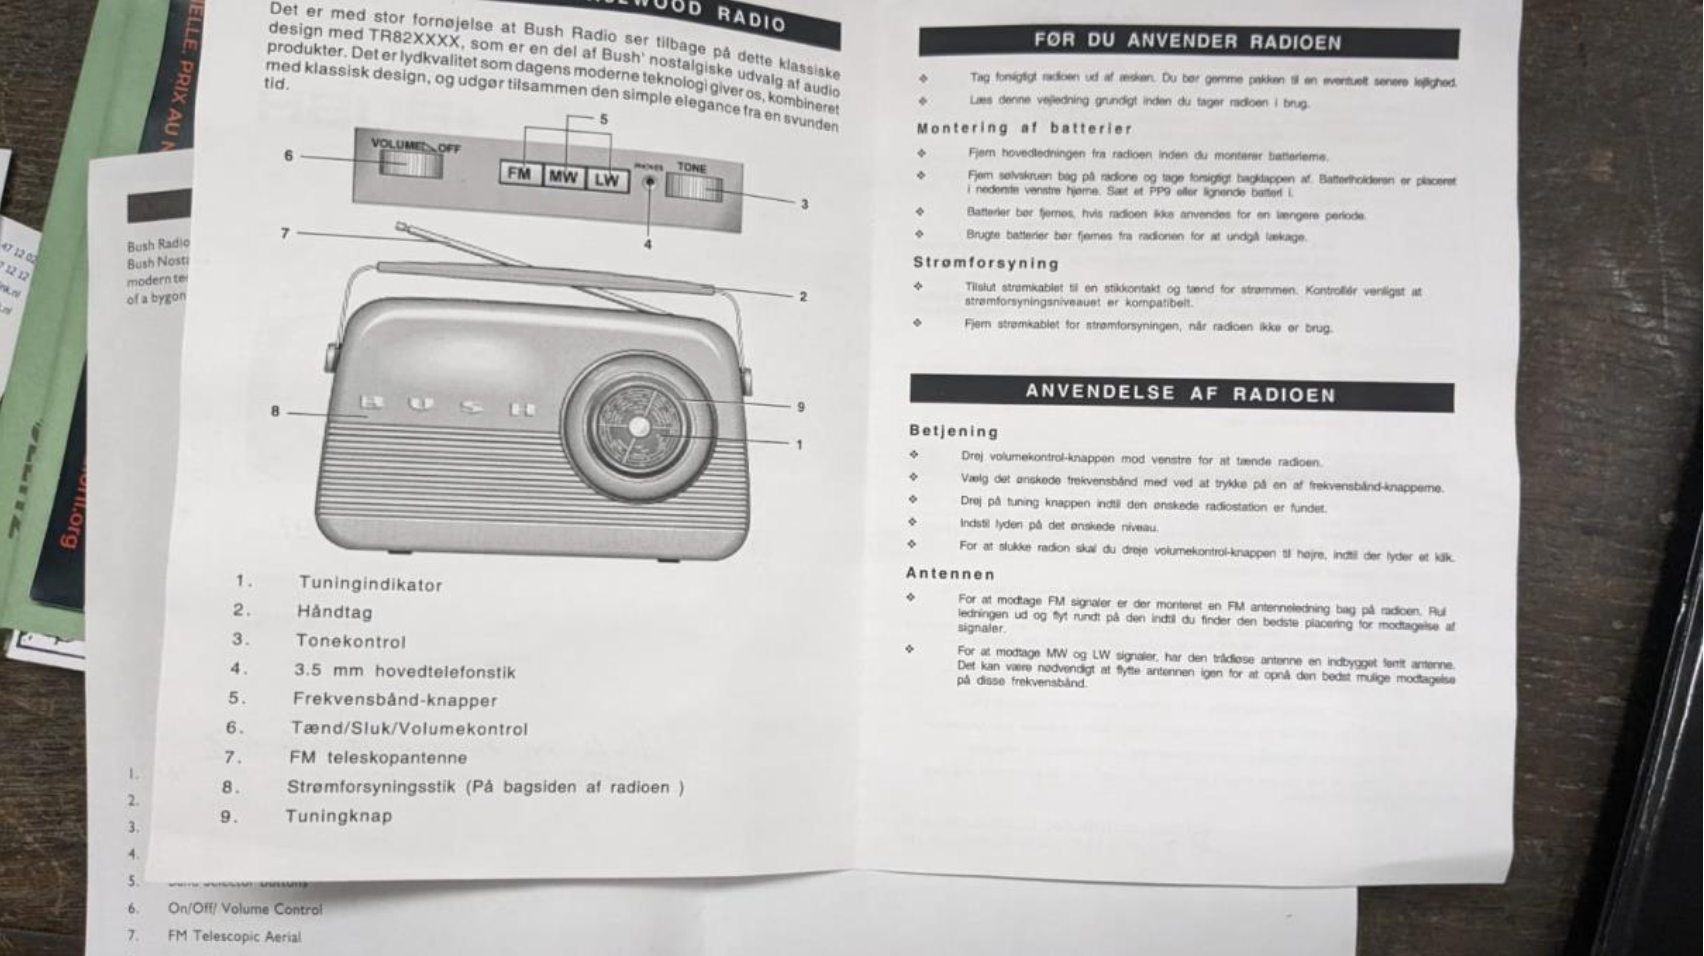 WOOD RADIO
Det er med stor fornøjelse at Bush Radio ser tilbage på dette klassiske
design med TR82XXXX, som er en del af Bush' nostalgiske udvalg af audio
produkter. Det er lydkvalitet som dagens moderne teknologi giver os, kombineret
med klassisk design, og udgør tilsammen den simple elegance fra en svunden
tid.
5
VOLUME OFF
6
FM MW LW
PHONES
TONE
3
4
7
2
BUSH
8
9
1
1. Tuningindikator
2. Håndtag
3. Tonekontrol
4. 3.5 mm hovedtelefonstik
5. Frekvensbånd-knapper
6. Tænd/Sluk/Volumekontrol
7. FM teleskopantenne
8. Strømforsyningsstik (På bagsiden af radioen )
9. Tuningknap
FØR DU ANVENDER RADIOEN
Tag forsigtigt radioen ud af æsken. Du bør gemme pakken til en eventuelt senere lejlighed.
Læs denne vejledning grundigt inden du tager radioen i brug.
Montering af batterier
Fjern hovedledningen fra radioen inden du monterer batterierne.
Fjern sølvskruen bag på radione og tage forsigtigt bagklappen af. Batteriholderen er placeret
i nederste venstre hjørne. Sæt et PP9 eller lignende batteri i.
Batterier bør fjernes, hvis radioen ikke anvendes for en længere periode.
Brugte batterier bør fjernes fra radionen for at undgå lækage.
Strømforsyning
Tilslut strømkablet til en stikkontakt og tænd for strømmen. Kontrollér venligst at
strømforsyningsniveauet er kompatibelt.
Fjern strømkablet for strømforsyningen, når radioen ikke er brug.
ANVENDELSE AF RADIOEN
Betjening
Drej volumekontrol-knappen mod venstre for at tænde radioen.
Vælg det ønskede frekvensbånd med ved at trykke på en af frekvensbånd-knapperne.
Drej på tuning knappen indtil den ønskede radiostation er fundet.
Indstil lyden på det ønskede niveau.
For at slukke radion skal du dreje volumekontrol-knappen til højre, indtil der lyder et klik.
Antennen
For at modtage FM signaler er der monteret en FM antenneledning bag på radioen. Rul
ledningen ud og flyt rundt på den indtil du finder den bedste placering for modtagelse af
signaler.
For at modtage MW og LW signaler, har den trådløse antenne en indbygget ferrit antenne.
Det kan være nødvendigt at flytte antennen igen for at opnå den bedst mulige modtagelse
på disse frekvensbånd.
Bush Radio
Bush Nost
modern te
of a bygon
1.
2.
3.
4.
5.
6. On/Off/ Volume Control
7. FM Telescopic Aerial
IELLE. PRIX AU
ont.org
47 12 02